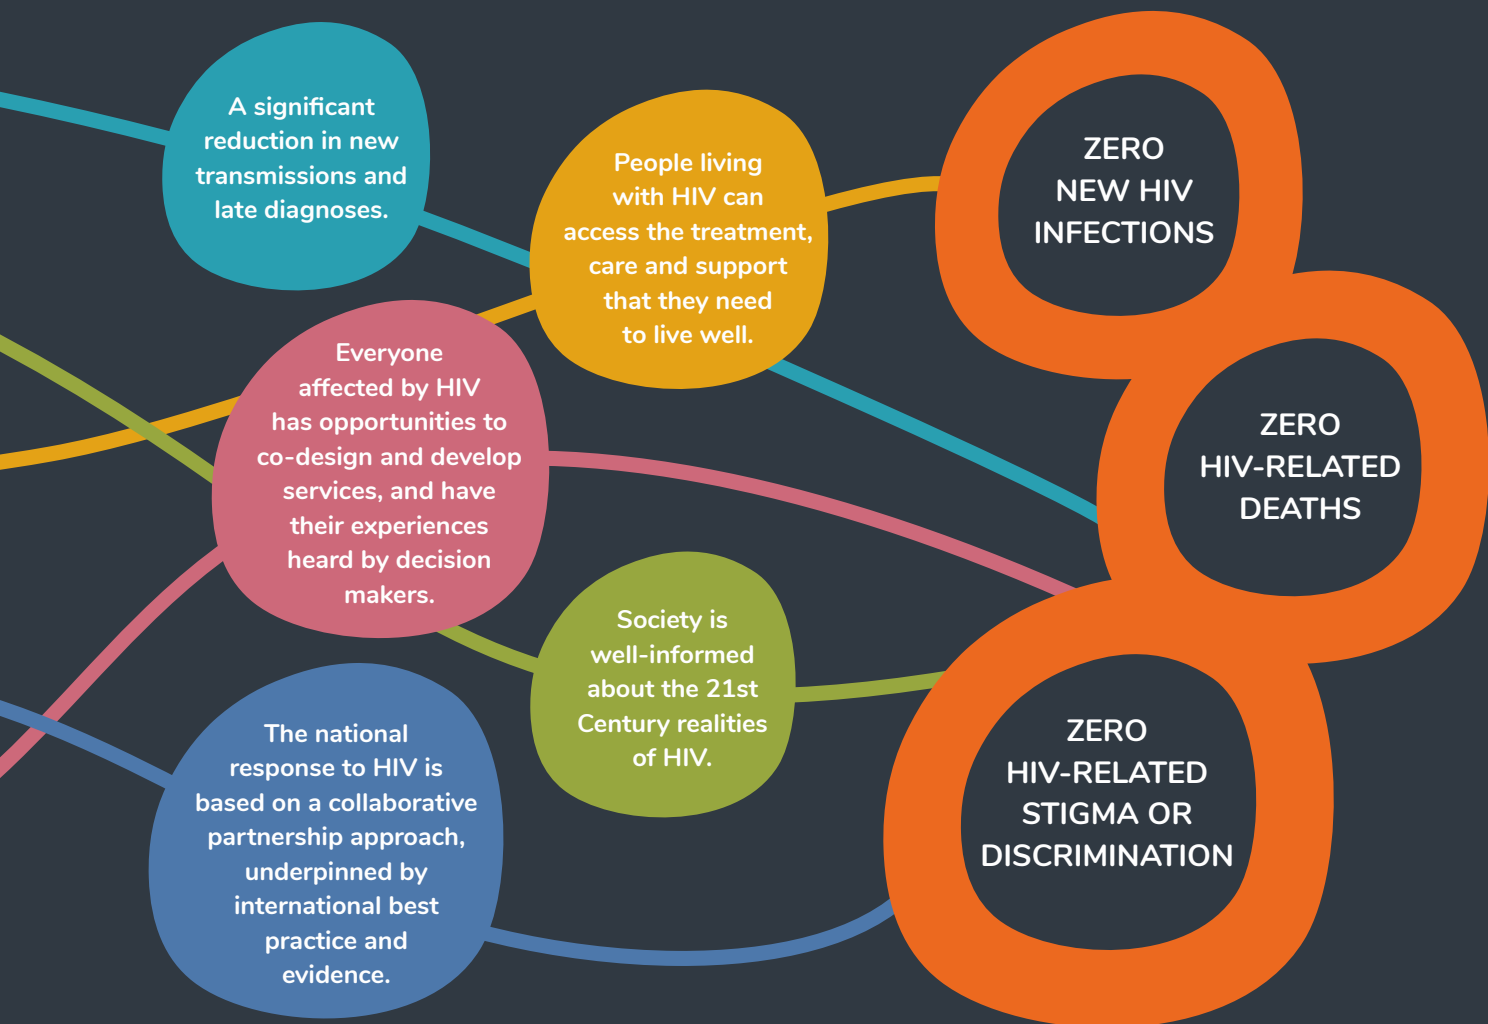 A significant
reduction in new
transmissions and
late diagnoses.
People living
with HIV can
access the treatment,
care and support
that they need
to live well.
ZERO
NEW HIV
INFECTIONS
Everyone
affected by HIV
has opportunities to
co-design and develop
services, and have
their experiences
heard by decision
makers.
ZERO
HIV-RELATED
DEATHS
Society is
well-informed
about the 21st
Century realities
of HIV.
The national
response to HIV is
based on a collaborative
partnership approach,
underpinned by
international best
practice and
evidence.
ZERO
HIV-RELATED
STIGMA OR
DISCRIMINATION